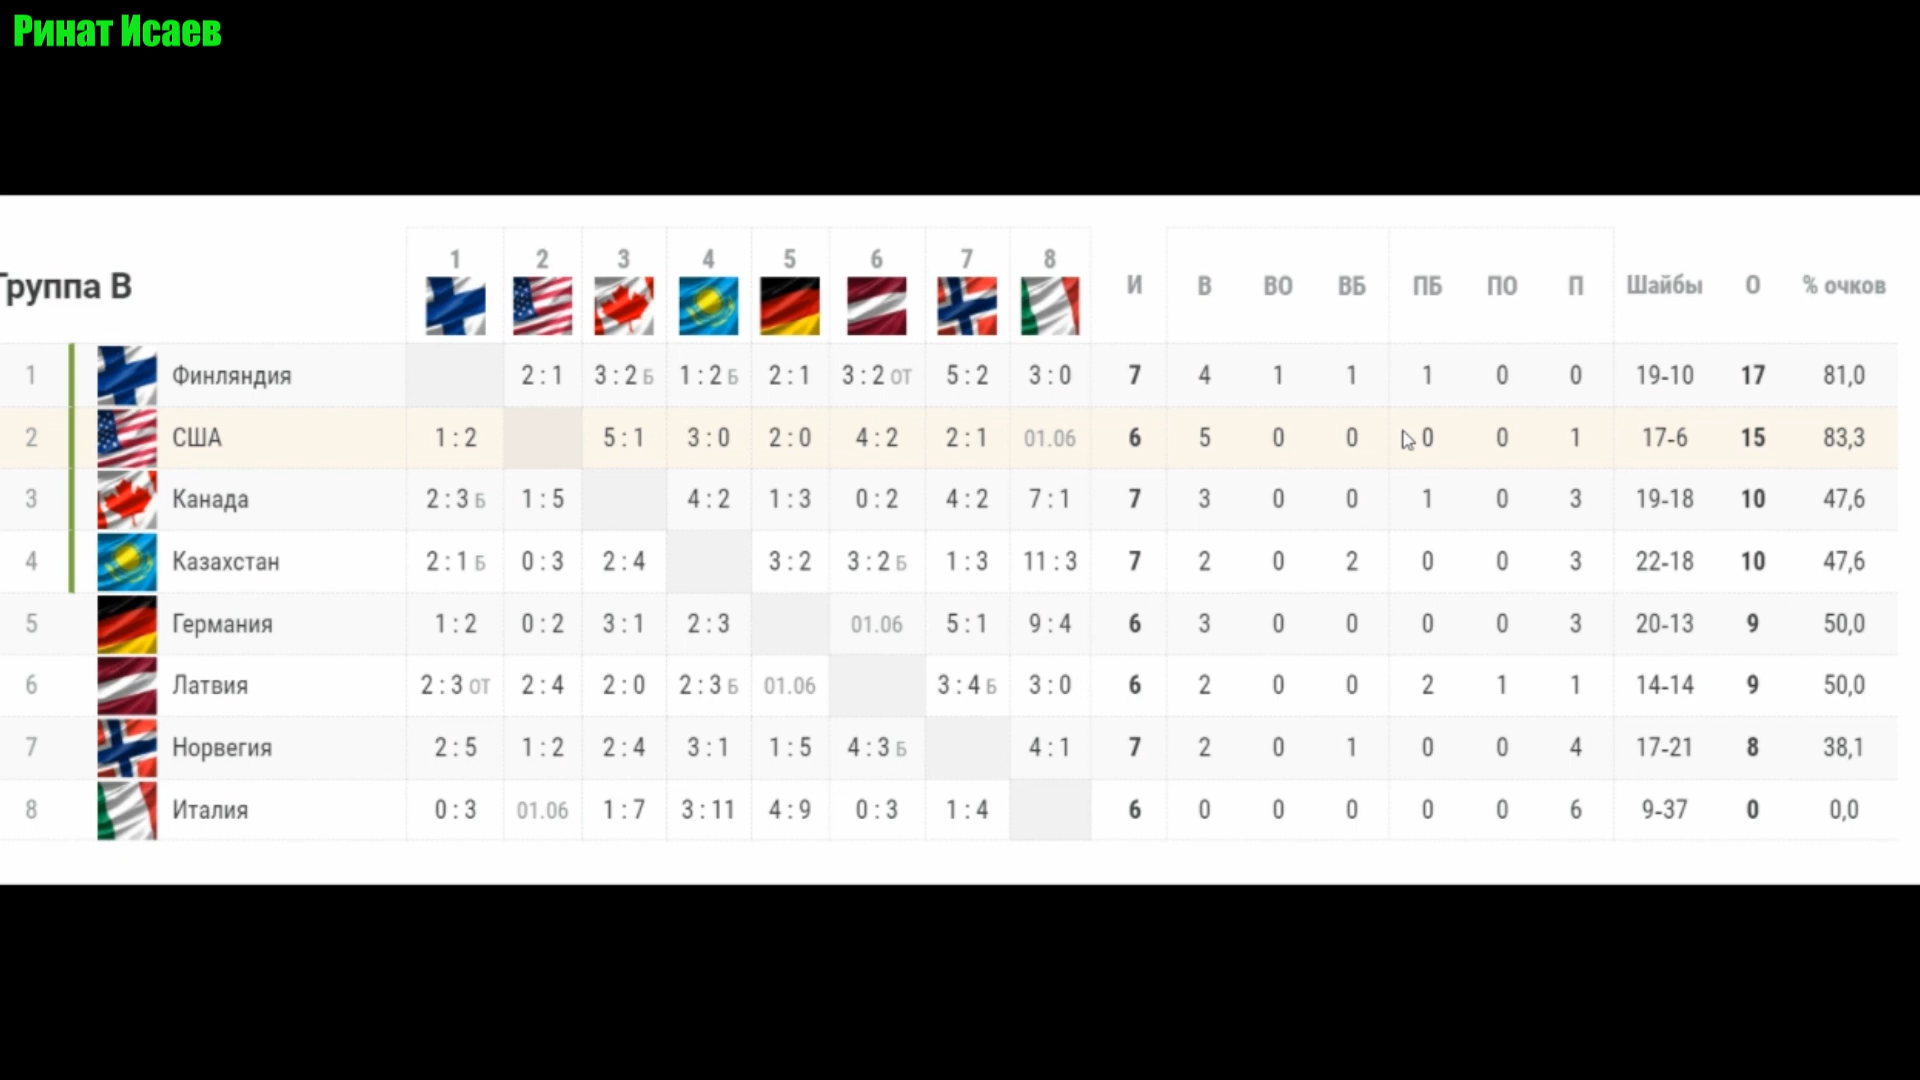 Ринат Исаев
1 2 3 4 5 6 7 8
Группа В И В ВО ВБ ПБ ПО П Шайбы О % очков
1 Финляндия 2 : 1 3 : 2 Б 1 : 2 Б 2 : 1 3 : 2 ОТ 5 : 2 3 : 0 7 4 1 1 1 0 0 19-10 17 81,0
2 США 1 : 2 5 : 1 3 : 0 2 : 0 4 : 2 2 : 1 01.06 6 5 0 0 0 0 1 17-6 15 83,3
3 Канада 2 : 3 Б 1 : 5 4 : 2 1 : 3 0 : 2 4 : 2 7 : 1 7 3 0 0 1 0 3 19-18 10 47,6
4 Казахстан 2 : 1 Б 0 : 3 2 : 4 3 : 2 3 : 2 Б 1 : 3 11 : 3 7 2 0 2 0 0 3 22-18 10 47,6
5 Германия 1 : 2 0 : 2 3 : 1 2 : 3 01.06 5 : 1 9 : 4 6 3 0 0 0 0 3 20-13 9 50,0
6 Латвия 2 : 3 ОТ 2 : 4 2 : 0 2 : 3 Б 01.06 3 : 4 Б 3 : 0 6 2 0 0 2 1 1 14-14 9 50,0
7 Норвегия 2 : 5 1 : 2 2 : 4 3 : 1 1 : 5 4 : 3 Б 4 : 1 7 2 0 1 0 0 4 17-21 8 38,1
8 Италия 0 : 3 01.06 1 : 7 3 : 11 4 : 9 0 : 3 1 : 4 6 0 0 0 0 0 6 9-37 0 0,0